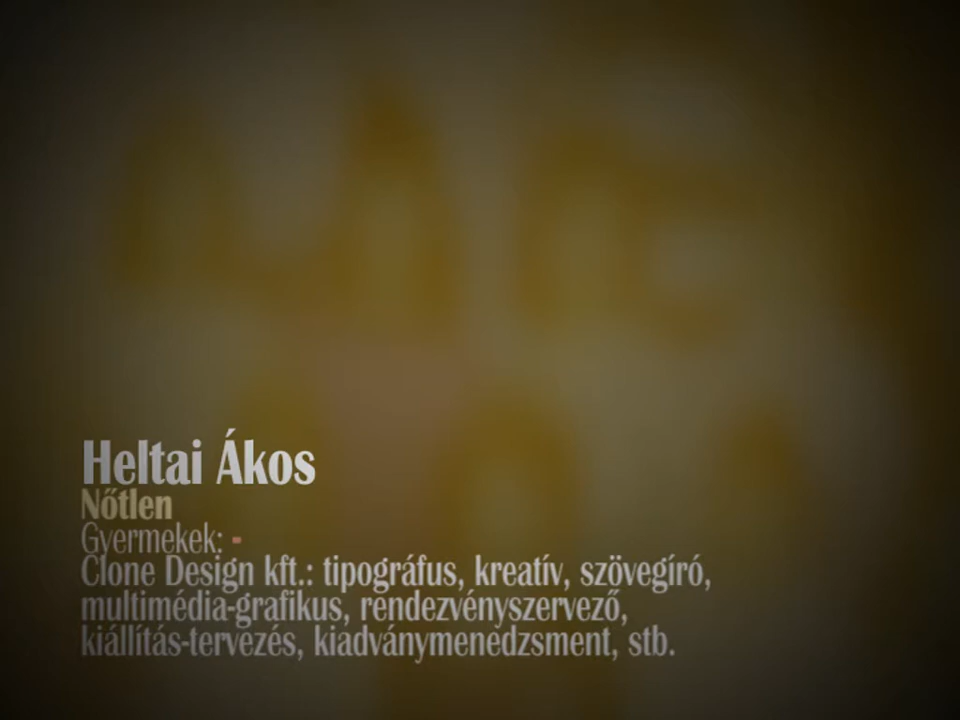 Heltai Ákos
Nőtlen
Gyermekek: -
Clone Design kft.: tipográfus, kreatív, szövegíró,
multimédia-grafikus, rendezvényszervező,
kiállítás-tervezés, kiadványmenedzsment, stb.